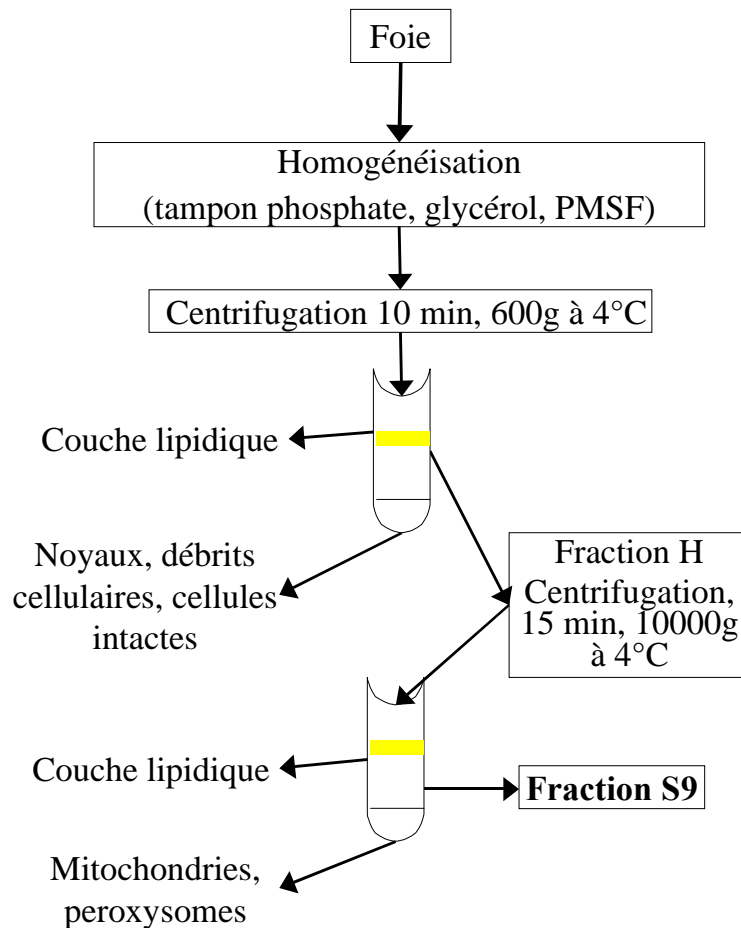 Foie
Homogénéisation
(tampon phosphate, glycérol, PMSF)
Centrifugation 10 min, 600g à 4°C
Couche lipidique
Noyaux, débrits
cellulaires, cellules
intactes
Fraction H
Centrifugation,
15 min, 10000g
à 4°C
Couche lipidique
Fraction S9
Mitochondries,
peroxysomes